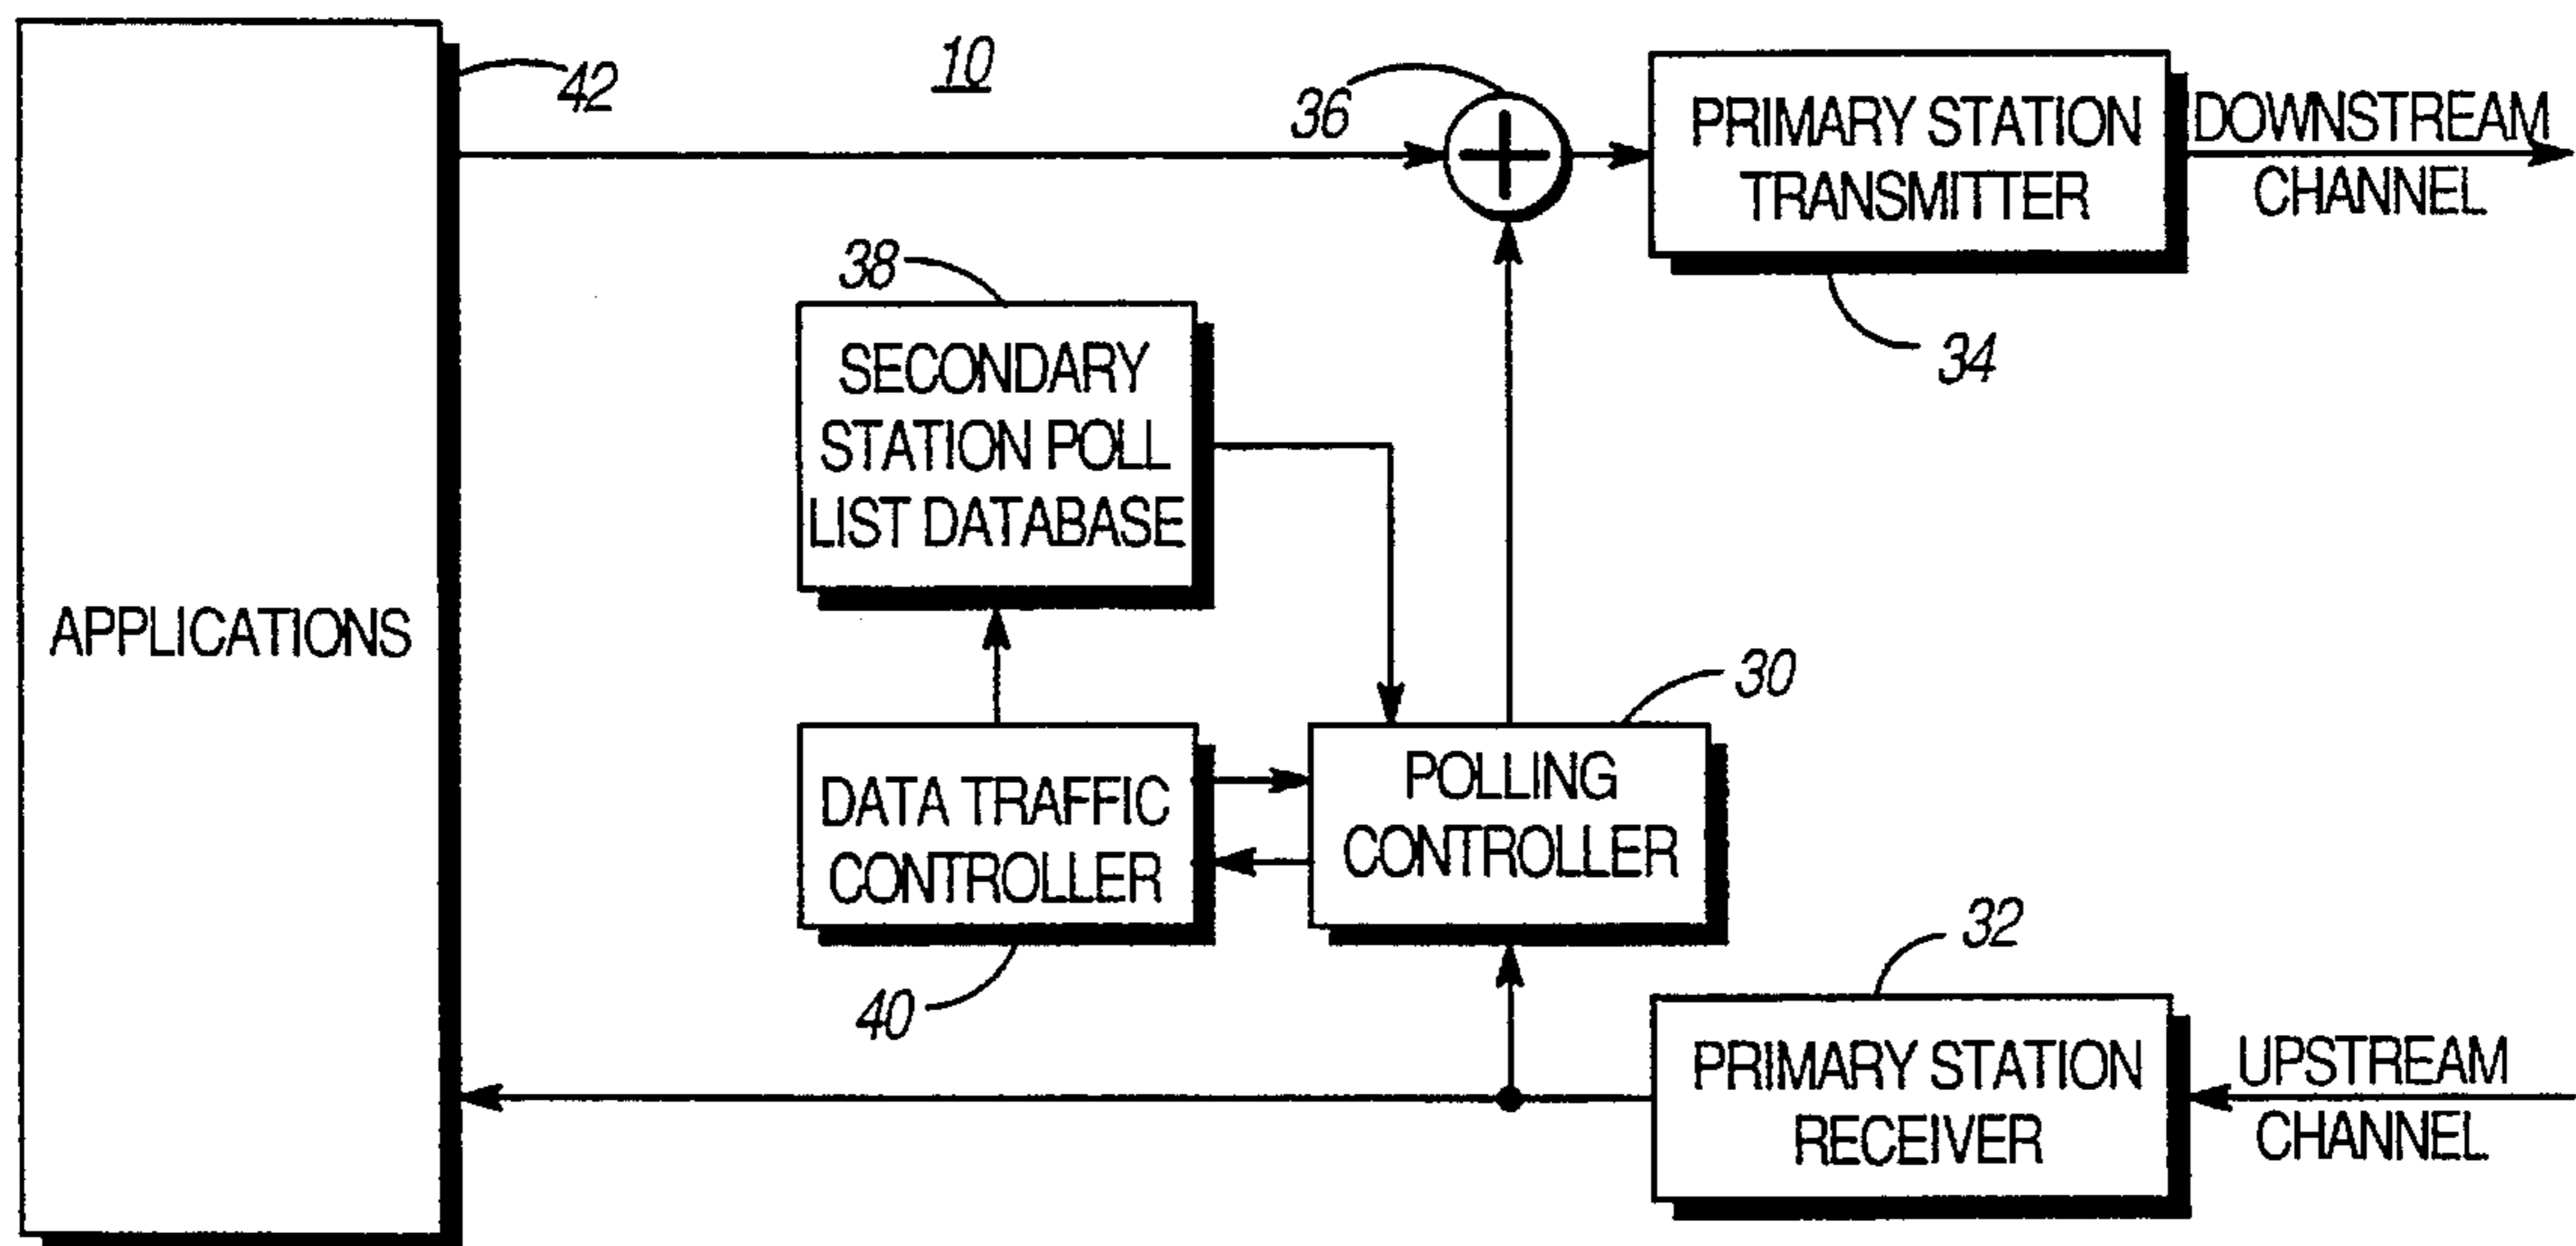 10
42
36
PRIMARY STATION
TRANSMITTER
34
DOWNSTREAM
CHANNEL
38
SECONDARY
STATION POLL
LIST DATABASE
APPLICATIONS
DATA TRAFFIC
CONTROLLER
40
POLLING
CONTROLLER
30
32
PRIMARY STATION
RECEIVER
UPSTREAM
CHANNEL